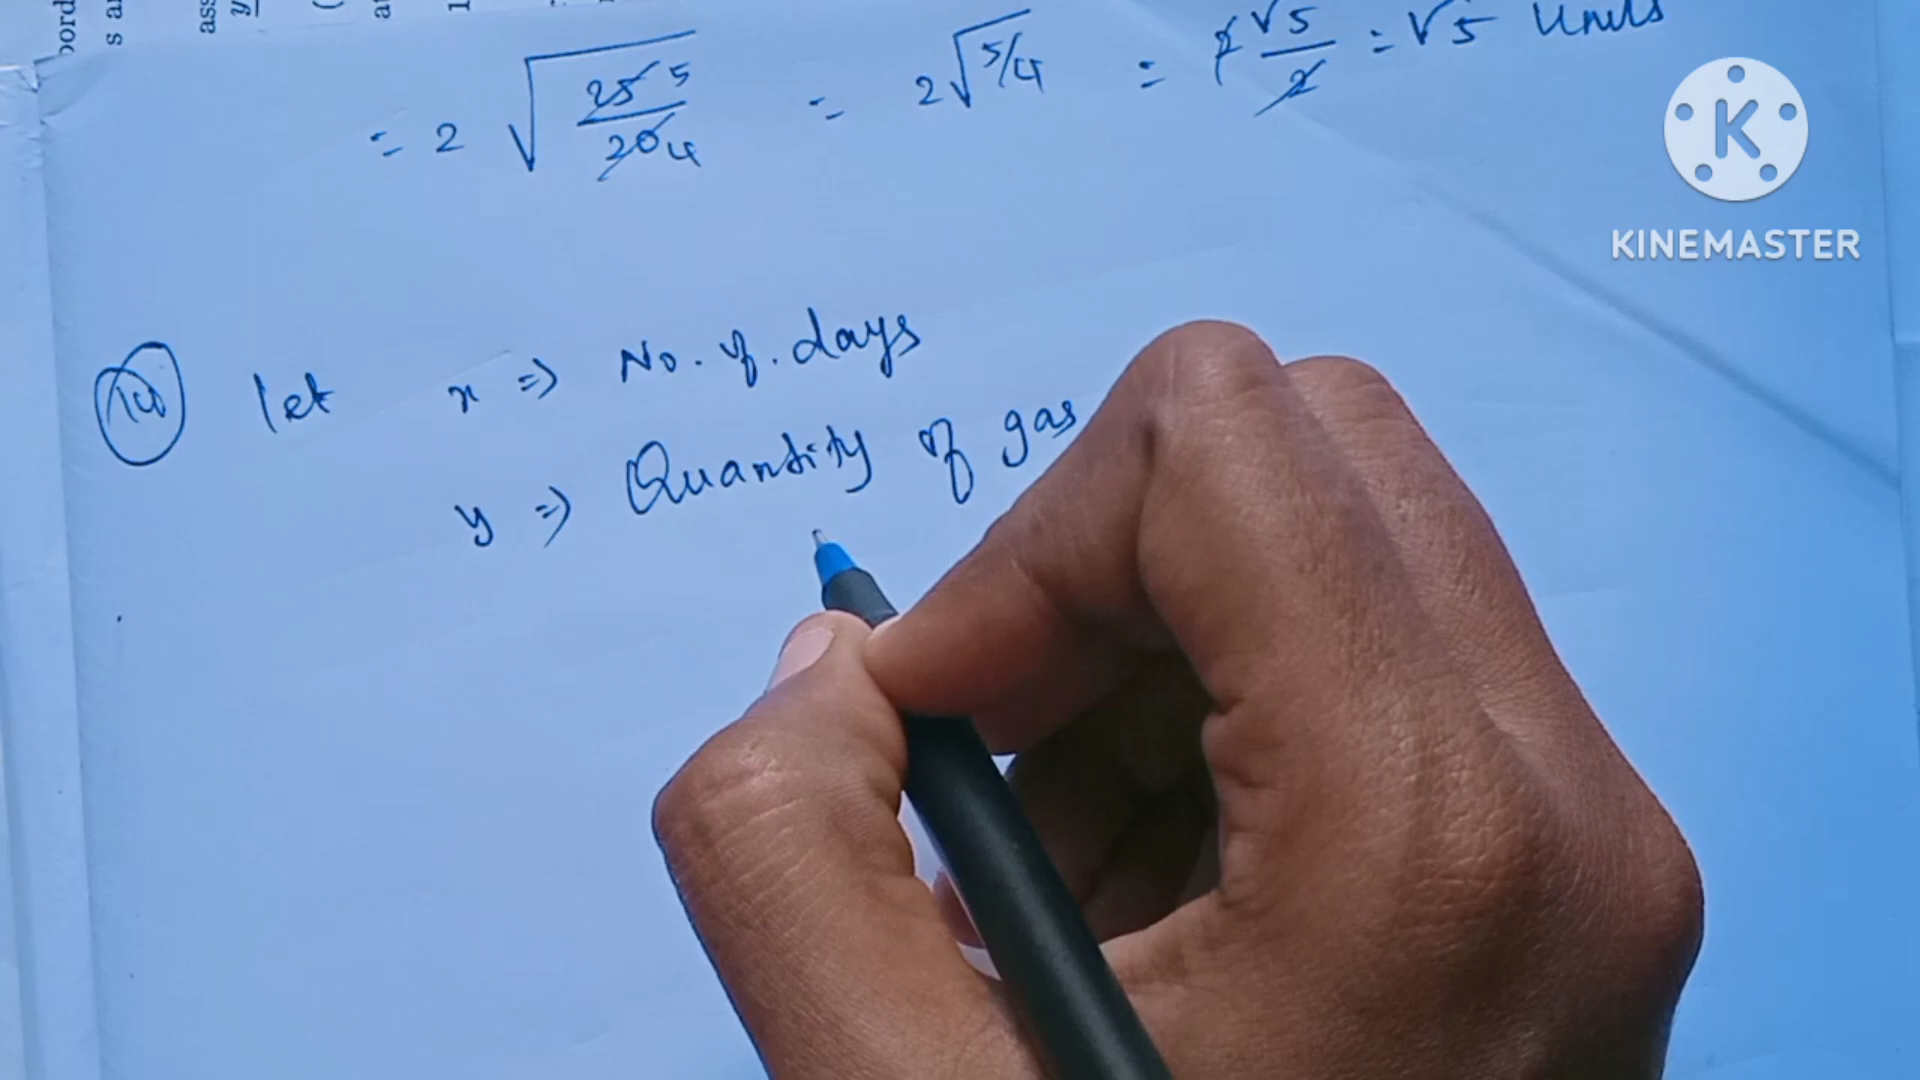 = 2 √(25 5 / 20 4) = 2 √5/4 = 2 √5 / 2 = √5 units
KINEMASTER
let x => No. of. days
y => Quantity of gas